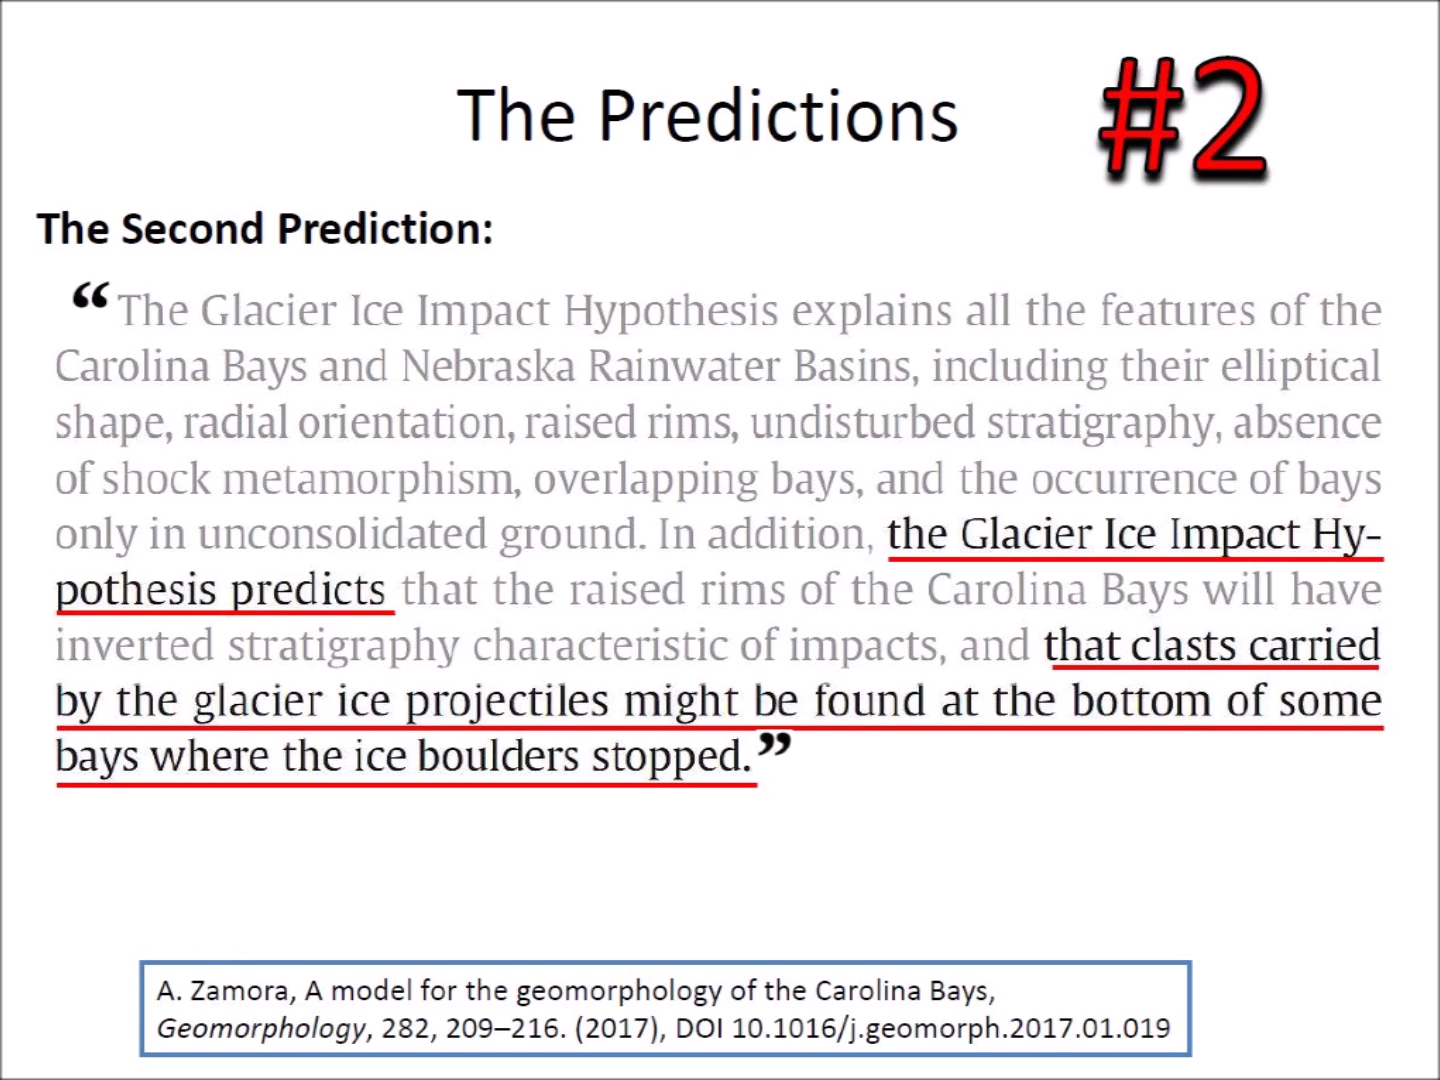 The Predictions
#2
The Second Prediction:
“The Glacier Ice Impact Hypothesis explains all the features of the
Carolina Bays and Nebraska Rainwater Basins, including their elliptical
shape, radial orientation, raised rims, undisturbed stratigraphy, absence
of shock metamorphism, overlapping bays, and the occurrence of bays
only in unconsolidated ground. In addition, the Glacier Ice Impact Hy-
pothesis predicts that the raised rims of the Carolina Bays will have
inverted stratigraphy characteristic of impacts, and that clasts carried
by the glacier ice projectiles might be found at the bottom of some
bays where the ice boulders stopped.”
A. Zamora, A model for the geomorphology of the Carolina Bays,
Geomorphology, 282, 209–216. (2017), DOI 10.1016/j.geomorph.2017.01.019